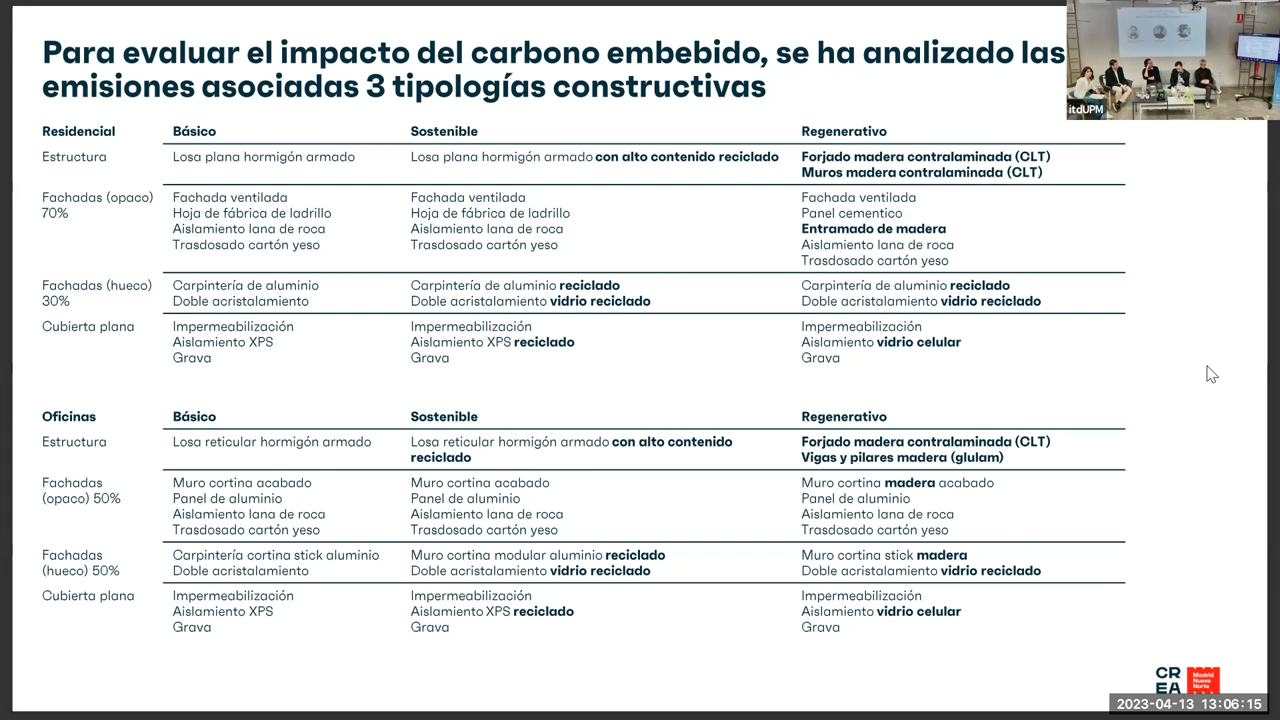 Para evaluar el impacto del carbono embebido, se ha analizado las
emisiones asociadas 3 tipologías constructivas
itdUPM
Residencial Básico Sostenible Regenerativo
Estructura Losa plana hormigón armado Losa plana hormigón armado con alto contenido reciclado Forjado madera contralaminada (CLT)
Muros madera contralaminada (CLT)
Fachadas (opaco) Fachada ventilada Fachada ventilada Fachada ventilada
70% Hoja de fábrica de ladrillo Hoja de fábrica de ladrillo Panel cementico
Aislamiento lana de roca Aislamiento lana de roca Entramado de madera
Trasdosado cartón yeso Trasdosado cartón yeso Aislamiento lana de roca
Trasdosado cartón yeso
Fachadas (hueco) Carpintería de aluminio Carpintería de aluminio reciclado Carpintería de aluminio reciclado
30% Doble acristalamiento Doble acristalamiento vidrio reciclado Doble acristalamiento vidrio reciclado
Cubierta plana Impermeabilización Impermeabilización Impermeabilización
Aislamiento XPS Aislamiento XPS reciclado Aislamiento vidrio celular
Grava Grava Grava
Oficinas Básico Sostenible Regenerativo
Estructura Losa reticular hormigón armado Losa reticular hormigón armado con alto contenido Forjado madera contralaminada (CLT)
reciclado Vigas y pilares madera (glulam)
Fachadas Muro cortina acabado Muro cortina acabado Muro cortina madera acabado
(opaco) 50% Panel de aluminio Panel de aluminio Panel de aluminio
Aislamiento lana de roca Aislamiento lana de roca Aislamiento lana de roca
Trasdosado cartón yeso Trasdosado cartón yeso Trasdosado cartón yeso
Fachadas Carpintería cortina stick aluminio Muro cortina modular aluminio reciclado Muro cortina stick madera
(hueco) 50% Doble acristalamiento Doble acristalamiento vidrio reciclado Doble acristalamiento vidrio reciclado
Cubierta plana Impermeabilización Impermeabilización Impermeabilización
Aislamiento XPS Aislamiento XPS reciclado Aislamiento vidrio celular
Grava Grava Grava
CR
EA
Madrid
Nueva
Norte
2023-04-13 13:06:15